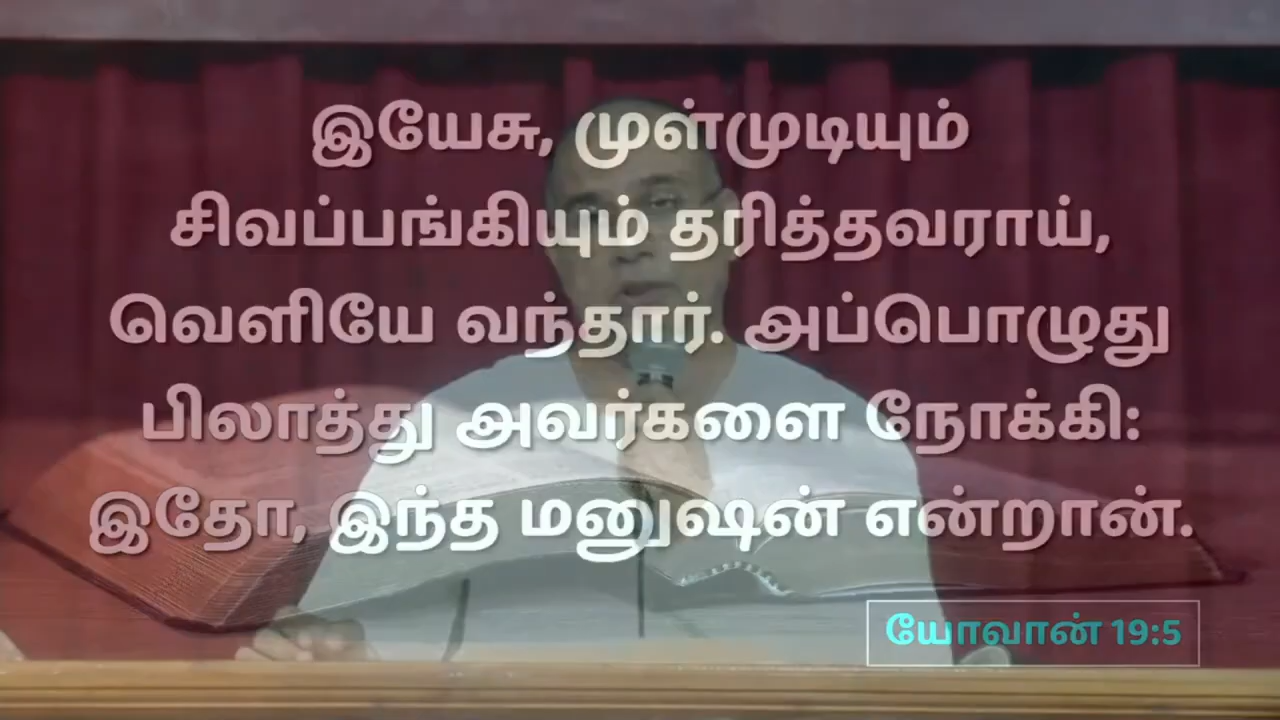 இயேசு, முள்முடியும்
சிவப்பங்கியும் தரித்தவராய்,
வெளியே வந்தார். அப்பொழுது
பிலாத்து அவர்களை நோக்கி:
இதோ, இந்த மனுஷன் என்றான்.
யோவான் 19:5